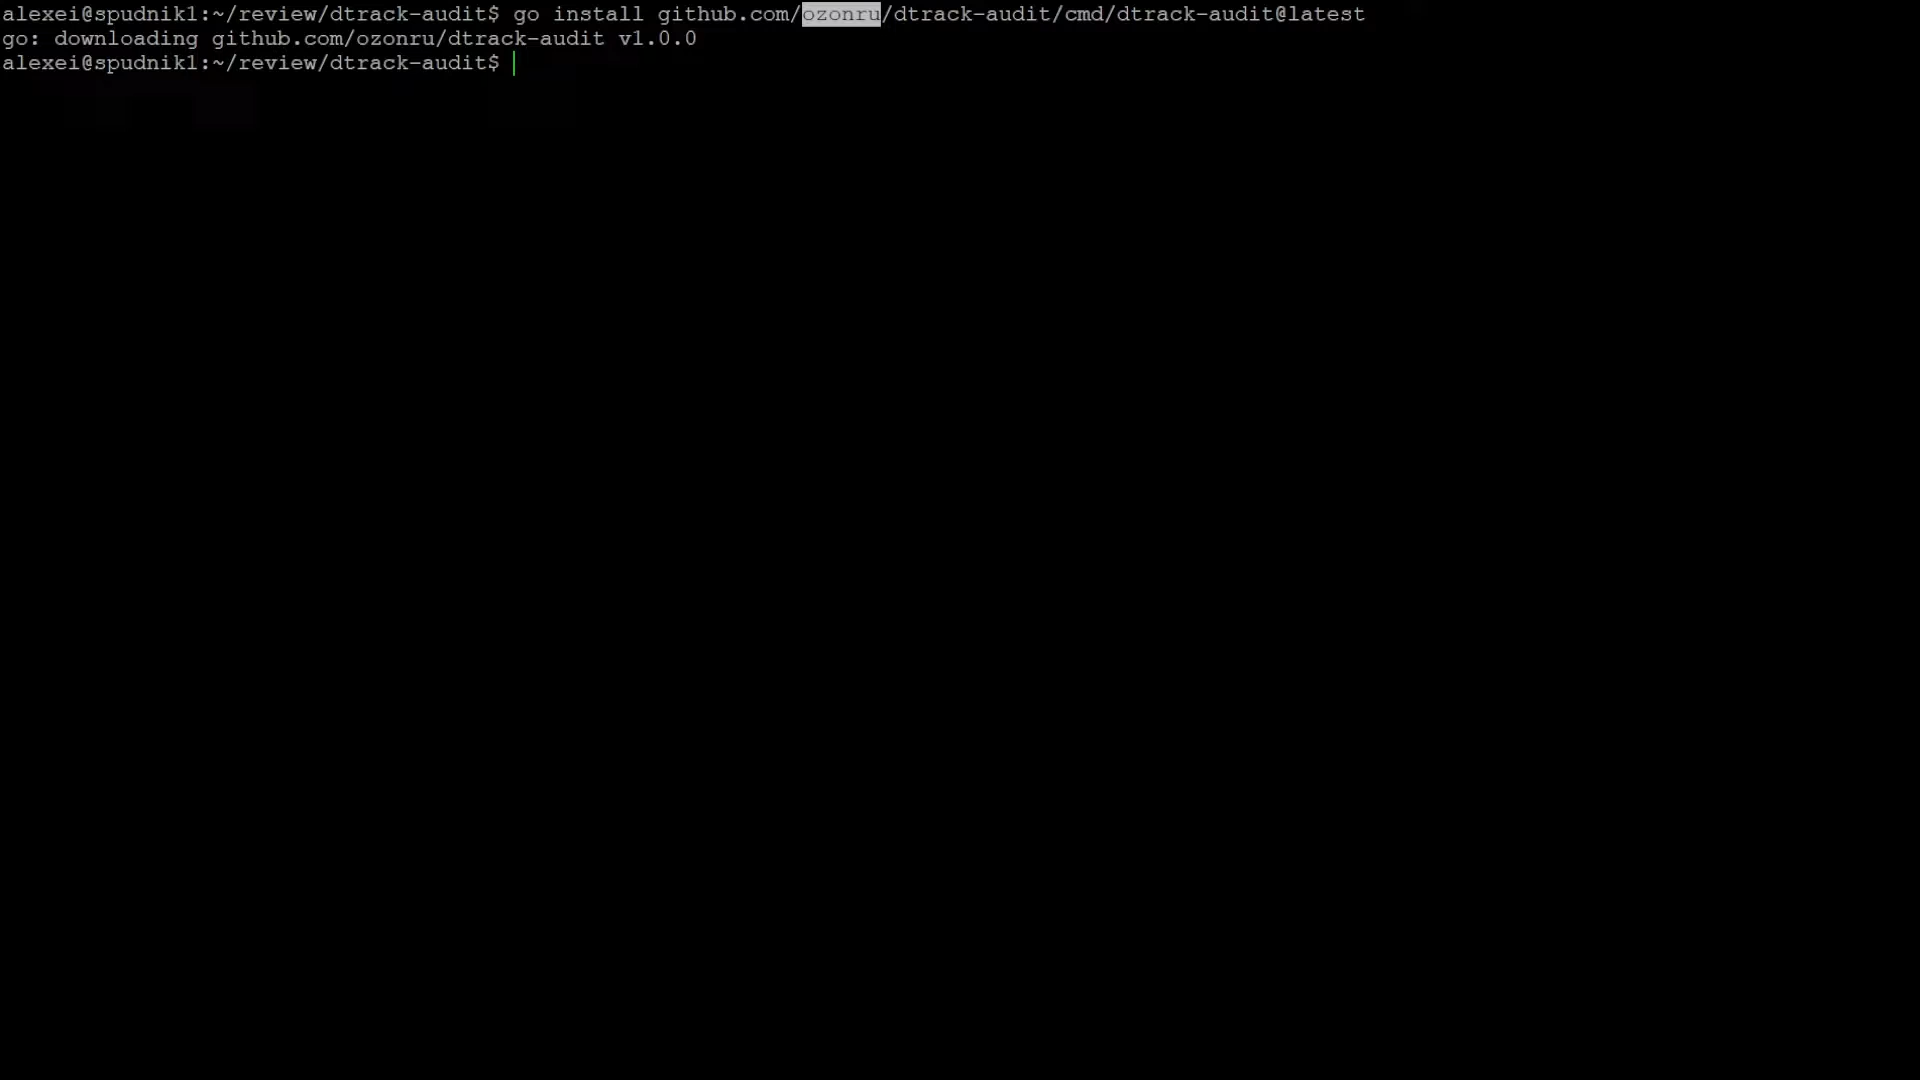 alexei@spudnik1:~/review/dtrack-audit$ go install github.com/ozonru/dtrack-audit/cmd/dtrack-audit@latest
go: downloading github.com/ozonru/dtrack-audit v1.0.0
alexei@spudnik1:~/review/dtrack-audit$